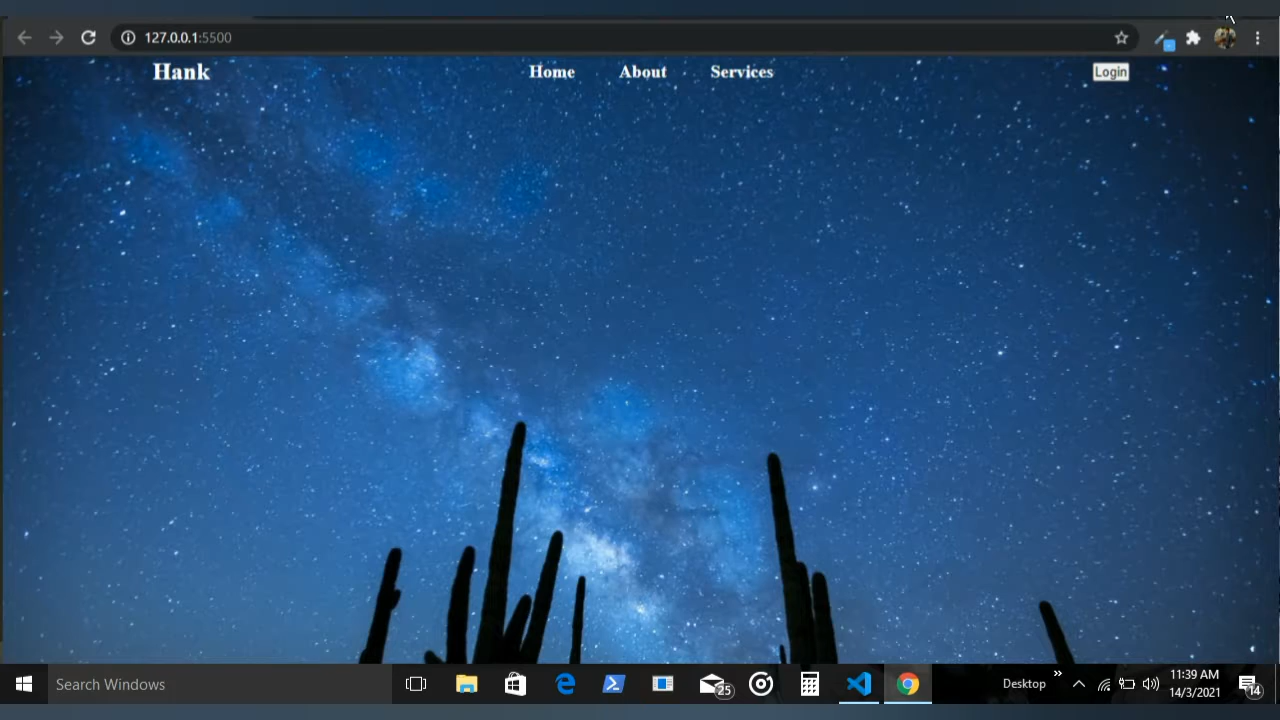 127.0.0.1:5500
Hank Home About Services Login
Search Windows 25 Desktop 11:39 AM 14
14/3/2021